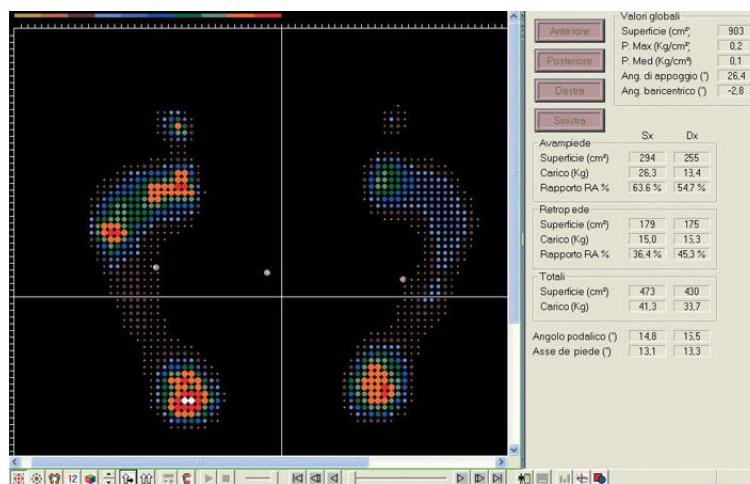 Anteriore
Posteriore
Destra
Sinistra
Valori globali
Superficie (cm²; 903
P. Max (Kg/cm²; 0,2
P. Med (Kg/cm²) 0,1
Ang. di appoggio (°) 26,4
Ang. baricentrico (°) -2,8
Sx Dx
Avampiede
Superficie (cm²) 294 255
Carico (Kg) 26,3 13,4
Rapporto RA % 63.6 % 54.7 %
Retropiede
Superficie (cm²) 179 175
Carico (Kg) 15,0 15,3
Rapporto RA % 36,4 % 45,3 %
Totali
Superficie (cm²) 473 430
Carico (Kg) 41,3 33,7
Angolo podalico (°) 14,8 15,5
Asse de piede (°) 13,1 13,3
12